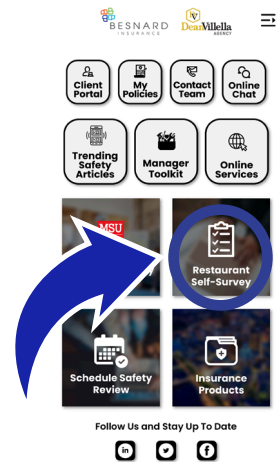 BESNARD
INSURANCE
DeanVillella
AGENCY
Client
Portal
My
Policies
Contact
Team
Online
Chat
Trending
Safety
Articles
Manager
Toolkit
Online
Services
MSU
Restaurant
Self-Survey
Schedule Safety
Review
Insurance
Products
Follow Us and Stay Up To Date
in
f